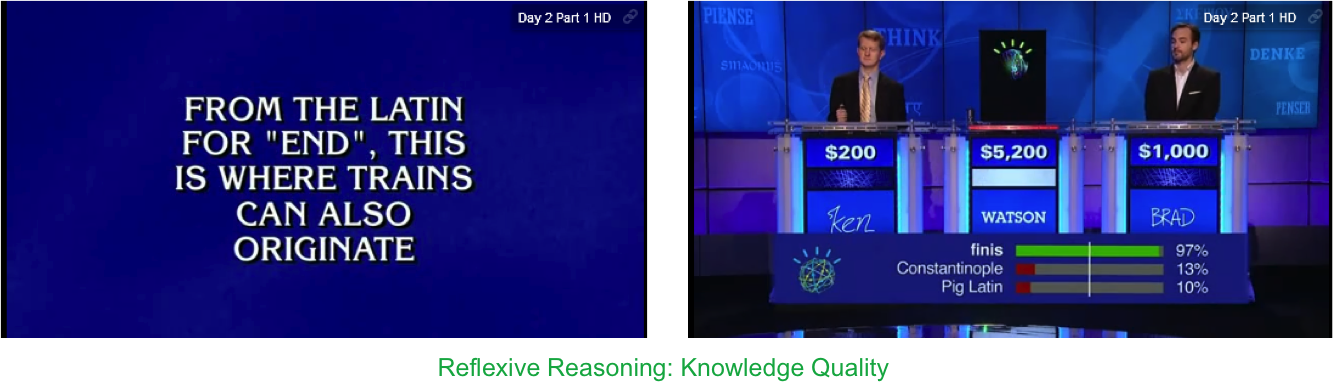 Day 2 Part 1 HD
FROM THE LATIN
FOR "END", THIS
IS WHERE TRAINS
CAN ALSO
ORIGINATE
Day 2 Part 1 HD
PIENSE
THINK
DENKE
PENSER
$200
$5,200
$1,000
Ken
WATSON
BRAD
finis 97%
Constantinople 13%
Pig Latin 10%
Reflexive Reasoning: Knowledge Quality